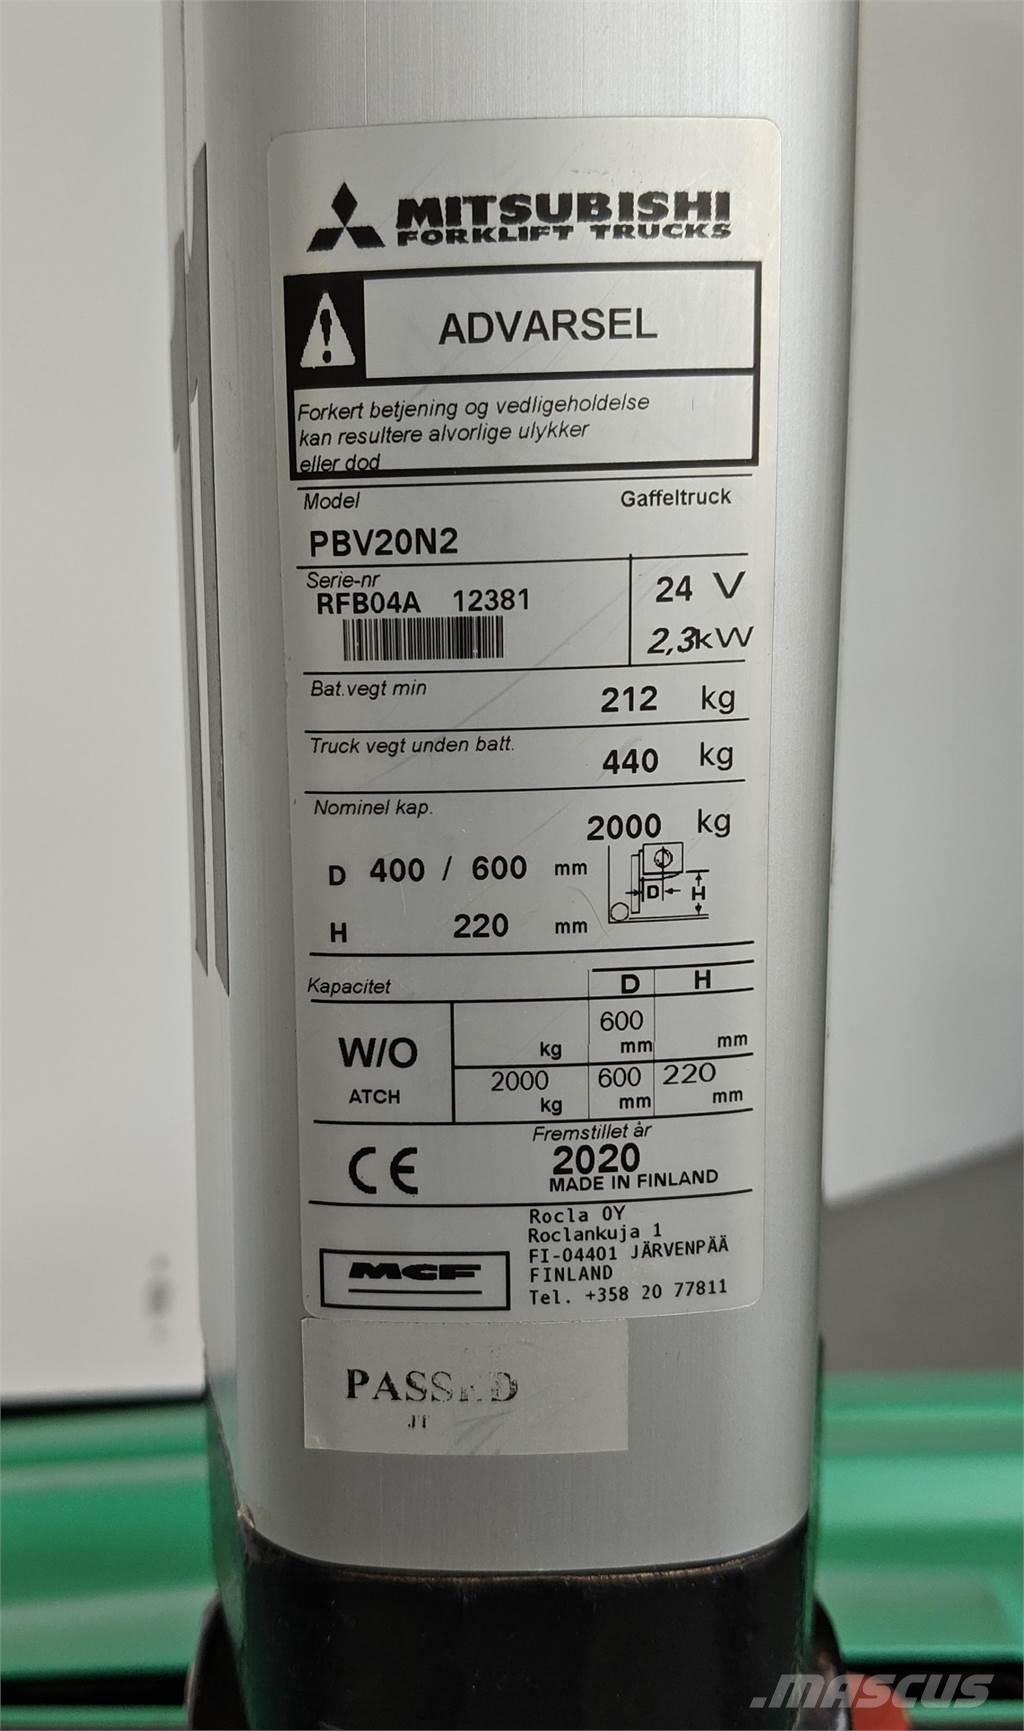 MITSUBISHI
FORKLIFT TRUCKS
ADVARSEL
Forkert betjening og vedligeholdelse
kan resultere alvorlige ulykker
eller dod
Model Gaffeltruck
PBV20N2
Serie-nr
RFB04A 12381 24 V
2,3kW
Bat.vegt min 212 kg
Truck vegt unden batt. 440 kg
Nominel kap. 2000 kg
D 400 / 600 mm
D H
H 220 mm
Kapacitet D H
600
W/O kg mm mm
2000 600 220
ATCH kg mm mm
Fremstillet år
CE 2020
MADE IN FINLAND
Rocla OY
Roclankuja 1
FI-04401 JÄRVENPÄÄ
MCF FINLAND
Tel. +358 20 77811
PASSED
JT
.MASCUS